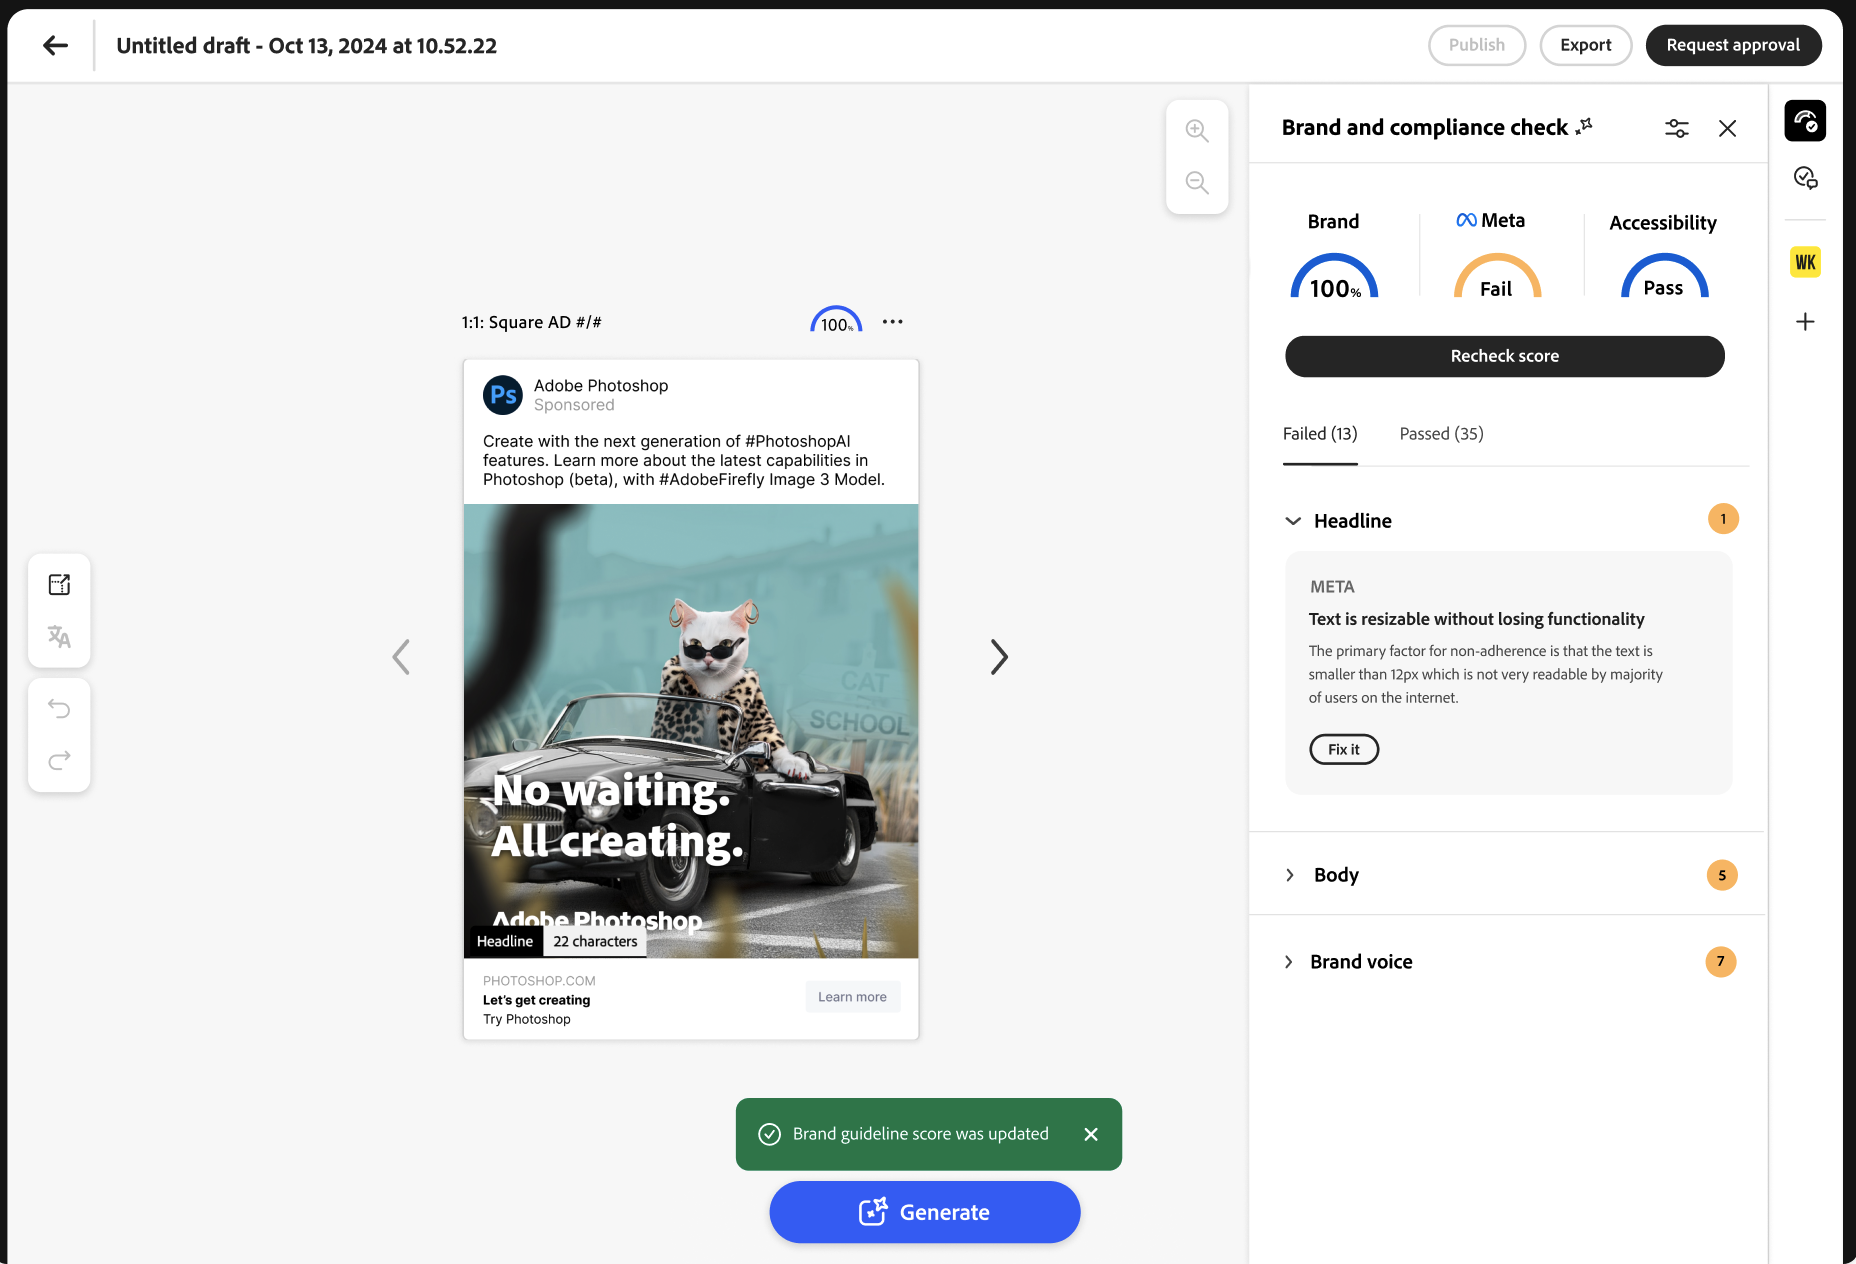 Untitled draft - Oct 13, 2024 at 10.52.22
Publish
Export
Request approval
Brand and compliance check
Brand
Meta
Accessibility
100%
Fail
Pass
Recheck score
Failed (13)
Passed (35)
Headline
1
META
Text is resizable without losing functionality
The primary factor for non-adherence is that the text is
smaller than 12px which is not very readable by majority
of users on the internet.
Fix it
Body
5
Brand voice
7
WK
1:1: Square AD #/#
100%
Ps
Adobe Photoshop
Sponsored
Create with the next generation of #PhotoshopAI
features. Learn more about the latest capabilities in
Photoshop (beta), with #AdobeFirefly Image 3 Model.
CAT
SCHOOL
No waiting.
All creating.
Adobe Photoshop
Headline
22 characters
PHOTOSHOP.COM
Let's get creating
Try Photoshop
Learn more
Brand guideline score was updated
Generate